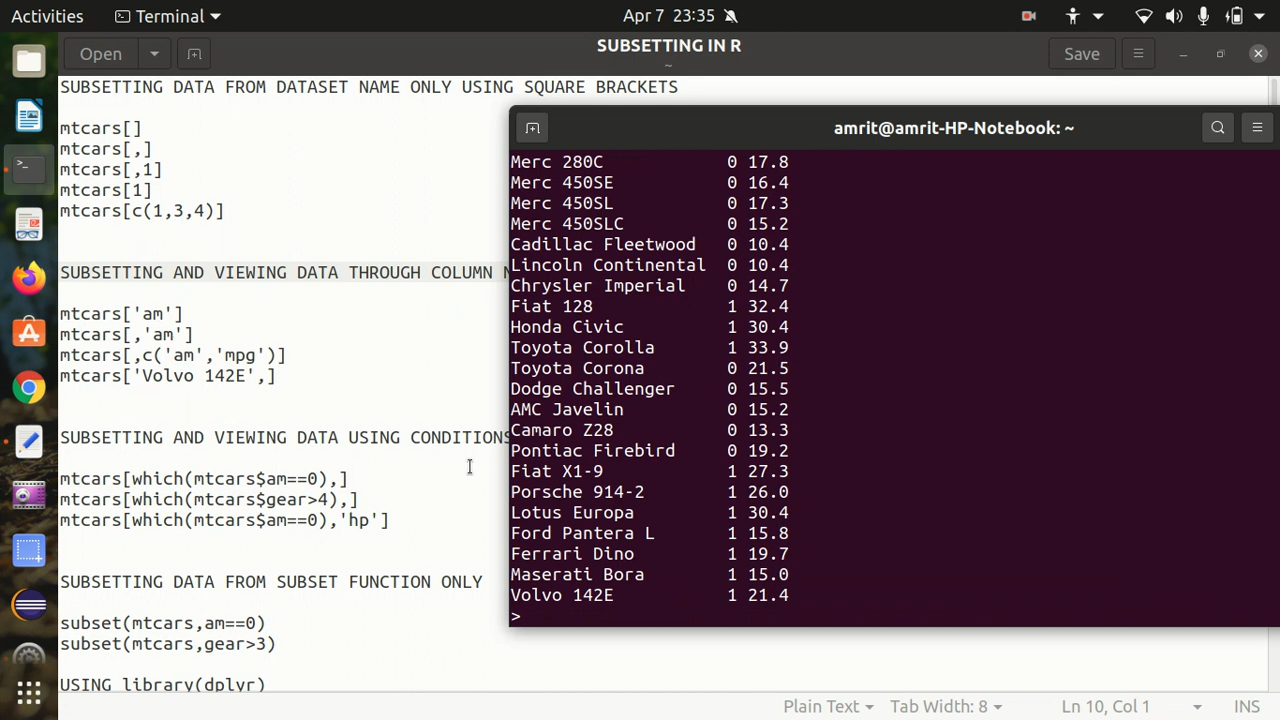 Activities
Terminal
Apr 7 23:35
Open
SUBSETTING IN R
~
Save
SUBSETTING DATA FROM DATASET NAME ONLY USING SQUARE BRACKETS
mtcars[]
mtcars[,]
mtcars[,1]
mtcars[1]
mtcars[c(1,3,4)]
SUBSETTING AND VIEWING DATA THROUGH COLUMN
mtcars['am']
mtcars[,'am']
mtcars[,c('am','mpg')]
mtcars['Volvo 142E',]
SUBSETTING AND VIEWING DATA USING CONDITIONS
mtcars[which(mtcars$am==0),]
mtcars[which(mtcars$gear>4),]
mtcars[which(mtcars$am==0),'hp']
SUBSETTING DATA FROM SUBSET FUNCTION ONLY
subset(mtcars,am==0)
subset(mtcars,gear>3)
USING library(dplyr)
amrit@amrit-HP-Notebook: ~
Merc 280C 0 17.8
Merc 450SE 0 16.4
Merc 450SL 0 17.3
Merc 450SLC 0 15.2
Cadillac Fleetwood 0 10.4
Lincoln Continental 0 10.4
Chrysler Imperial 0 14.7
Fiat 128 1 32.4
Honda Civic 1 30.4
Toyota Corolla 1 33.9
Toyota Corona 0 21.5
Dodge Challenger 0 15.5
AMC Javelin 0 15.2
Camaro Z28 0 13.3
Pontiac Firebird 0 19.2
Fiat X1-9 1 27.3
Porsche 914-2 1 26.0
Lotus Europa 1 30.4
Ford Pantera L 1 15.8
Ferrari Dino 1 19.7
Maserati Bora 1 15.0
Volvo 142E 1 21.4
>
Plain Text
Tab Width: 8
Ln 10, Col 1
INS